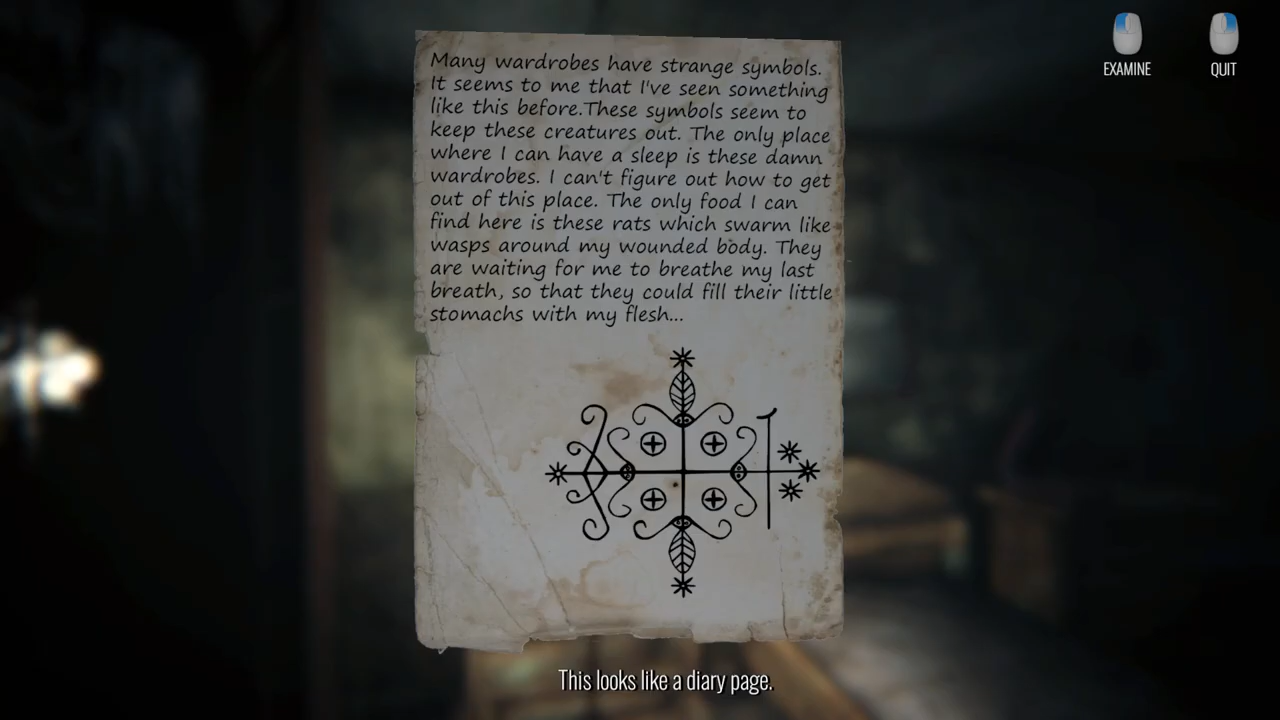 Many wardrobes have strange symbols.
It seems to me that I've seen something
like this before.These symbols seem to
keep these creatures out. The only place
where I can have a sleep is these damn
wardrobes. I can't figure out how to get
out of this place. The only food I can
find here is these rats which swarm like
wasps around my wounded body. They
are waiting for me to breathe my last
breath, so that they could fill their little
stomachs with my flesh...
EXAMINE
QUIT
This looks like a diary page.